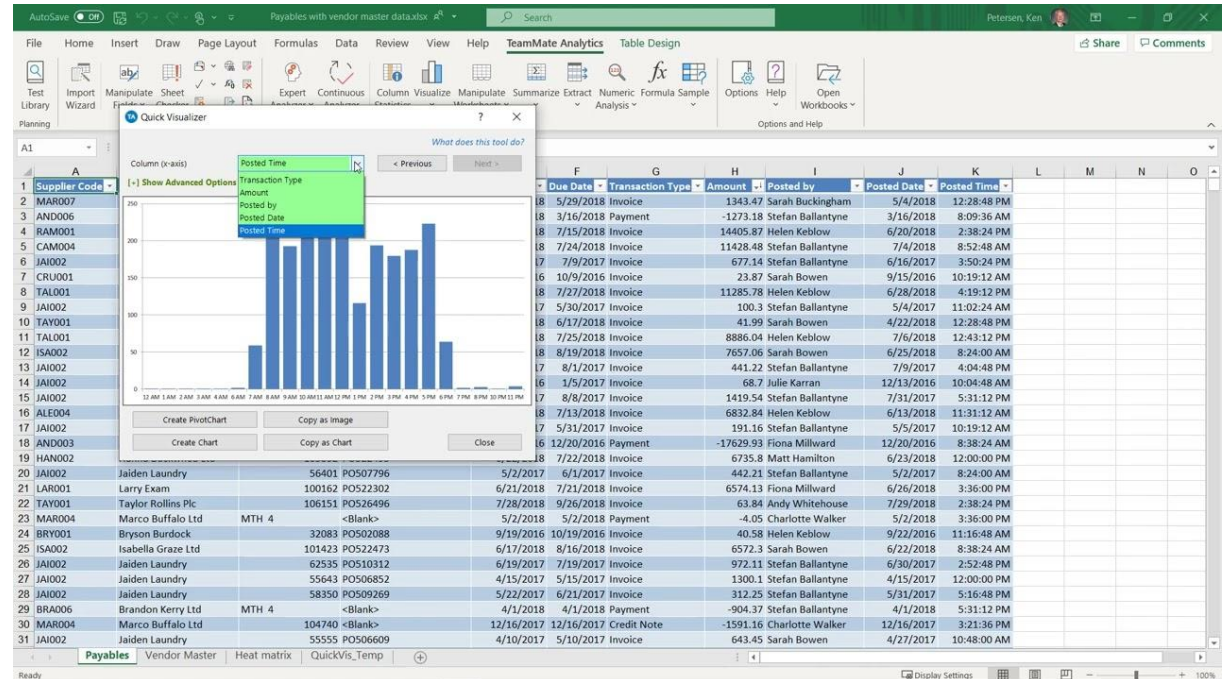 AutoSave Off Payables with vendor master data.xlsx Search Petersen, Ken
File Home Insert Draw Page Layout Formulas Data Review View Help TeamMate Analytics Table Design Share Comments
Test Library Import Wizard Manipulate Sheet Expert Continuous Column Visualize Manipulate Summarize Extract Numeric Analysis Formula Sample Options Help Open Workbooks
Planning Options and Help
Quick Visualizer ? ×
What does this tool do?
A1
Column (x-axis) Posted Time < Previous Next >
[+] Show Advanced Options
Transaction Type
Amount
Posted by
Posted Date
Posted Time
250
200
150
100
50
0
12 AM 1 AM 2 AM 3 AM 4 AM 6 AM 7 AM 8 AM 9 AM 10 AM 11 AM 12 PM 1 PM 2 PM 3 PM 4 PM 5 PM 6 PM 7 PM 8 PM 10 PM 11 PM
Create PivotChart Copy as Image
Create Chart Copy as Chart Close
A F G H I J K L M N O
1 Supplier Code Due Date Transaction Type Amount Posted by Posted Date Posted Time
2 MAR007 18 5/29/2018 Invoice 1343.47 Sarah Buckingham 5/4/2018 12:28:48 PM
3 AND006 18 3/16/2018 Payment -1273.18 Stefan Ballantyne 3/16/2018 8:09:36 AM
4 RAM001 18 7/15/2018 Invoice 14405.87 Helen Keblow 6/20/2018 2:38:24 PM
5 CAM004 18 7/24/2018 Invoice 11428.48 Stefan Ballantyne 7/4/2018 8:52:48 AM
6 JAI002 17 7/9/2017 Invoice 677.14 Stefan Ballantyne 6/16/2017 3:50:24 PM
7 CRU001 16 10/9/2016 Invoice 23.87 Sarah Bowen 9/15/2016 10:19:12 AM
8 TAL001 18 7/27/2018 Invoice 11285.78 Helen Keblow 6/28/2018 4:19:12 PM
9 JAI002 17 5/30/2017 Invoice 100.3 Stefan Ballantyne 5/4/2017 11:02:24 AM
10 TAY001 18 6/17/2018 Invoice 41.99 Sarah Bowen 4/22/2018 12:28:48 PM
11 TAL001 18 7/25/2018 Invoice 8886.04 Helen Keblow 7/6/2018 12:43:12 PM
12 ISA002 18 8/19/2018 Invoice 7657.06 Sarah Bowen 6/25/2018 8:24:00 AM
13 JAI002 17 8/1/2017 Invoice 441.22 Stefan Ballantyne 7/9/2017 4:04:48 PM
14 JAI002 16 1/5/2017 Invoice 68.7 Julie Karran 12/13/2016 10:04:48 AM
15 JAI002 17 8/8/2017 Invoice 1419.54 Stefan Ballantyne 7/31/2017 5:31:12 PM
16 ALE004 18 7/13/2018 Invoice 6832.84 Helen Keblow 6/13/2018 11:31:12 AM
17 JAI002 17 5/31/2017 Invoice 191.16 Stefan Ballantyne 5/5/2017 10:19:12 AM
18 AND003 16 12/20/2016 Payment -17629.93 Fiona Millward 12/20/2016 8:38:24 AM
19 HAN002 7/22/2018 Invoice 6735.8 Matt Hamilton 6/23/2018 12:00:00 PM
20 JAI002 Jaiden Laundry 56401 PO507796 5/2/2017 6/1/2017 Invoice 442.21 Stefan Ballantyne 5/2/2017 8:24:00 AM
21 LAR001 Larry Exam 100162 PO522302 6/21/2018 7/21/2018 Invoice 6574.13 Fiona Millward 6/26/2018 3:36:00 PM
22 TAY001 Taylor Rollins Plc 106151 PO526496 7/28/2018 9/26/2018 Invoice 63.84 Andy Whitehouse 7/29/2018 2:38:24 PM
23 MAR004 Marco Buffalo Ltd MTH 4 <Blank> 5/2/2018 5/2/2018 Payment -4.05 Charlotte Walker 5/2/2018 3:36:00 PM
24 BRY001 Bryson Burdock 32083 PO502088 9/19/2016 10/19/2016 Invoice 40.58 Helen Keblow 9/22/2016 11:16:48 AM
25 ISA002 Isabella Graze Ltd 101423 PO522473 6/17/2018 8/16/2018 Invoice 6572.3 Sarah Bowen 6/22/2018 8:38:24 AM
26 JAI002 Jaiden Laundry 62535 PO510312 6/19/2017 7/19/2017 Invoice 972.11 Stefan Ballantyne 6/30/2017 2:52:48 PM
27 JAI002 Jaiden Laundry 55643 PO506852 4/15/2017 5/15/2017 Invoice 1300.1 Stefan Ballantyne 4/15/2017 12:00:00 PM
28 JAI002 Jaiden Laundry 58350 PO509269 5/22/2017 6/21/2017 Invoice 312.25 Stefan Ballantyne 5/31/2017 5:16:48 PM
29 BRA006 Brandon Kerry Ltd MTH 4 <Blank> 4/1/2018 4/1/2018 Payment -904.37 Stefan Ballantyne 4/1/2018 5:31:12 PM
30 MAR004 Marco Buffalo Ltd 104740 <Blank> 12/16/2017 12/16/2017 Credit Note -1591.16 Charlotte Walker 12/16/2017 3:21:36 PM
31 JAI002 Jaiden Laundry 55555 PO506609 4/10/2017 5/10/2017 Invoice 643.45 Sarah Bowen 4/27/2017 10:48:00 AM
Payables Vendor Master Heat matrix QuickVis_Temp
Ready Display Settings 100%